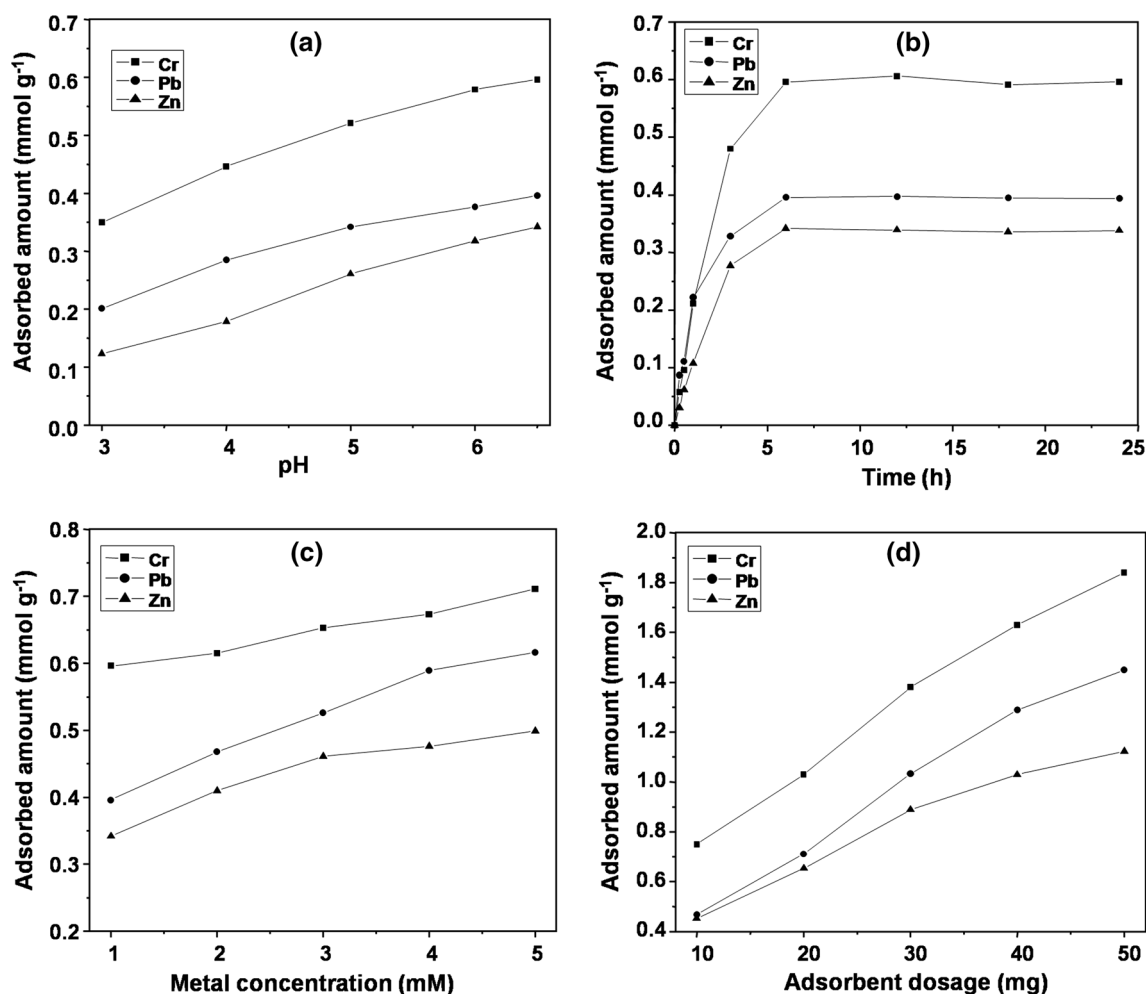 (a)
Cr
Pb
Zn
Adsorbed amount (mmol g-1)
0.7
0.6
0.5
0.4
0.3
0.2
0.1
0.0
3 4 5 6
pH
(b)
Cr
Pb
Zn
Adsorbed amount (mmol g-1)
0.7
0.6
0.5
0.4
0.3
0.2
0.1
0.0
0 5 10 15 20 25
Time (h)
(c)
Cr
Pb
Zn
Adsorbed amount (mmol g-1)
0.8
0.7
0.6
0.5
0.4
0.3
0.2
1 2 3 4 5
Metal concentration (mM)
(d)
Cr
Pb
Zn
Adsorbed amount (mmol g-1)
2.0
1.8
1.6
1.4
1.2
1.0
0.8
0.6
0.4
10 20 30 40 50
Adsorbent dosage (mg)